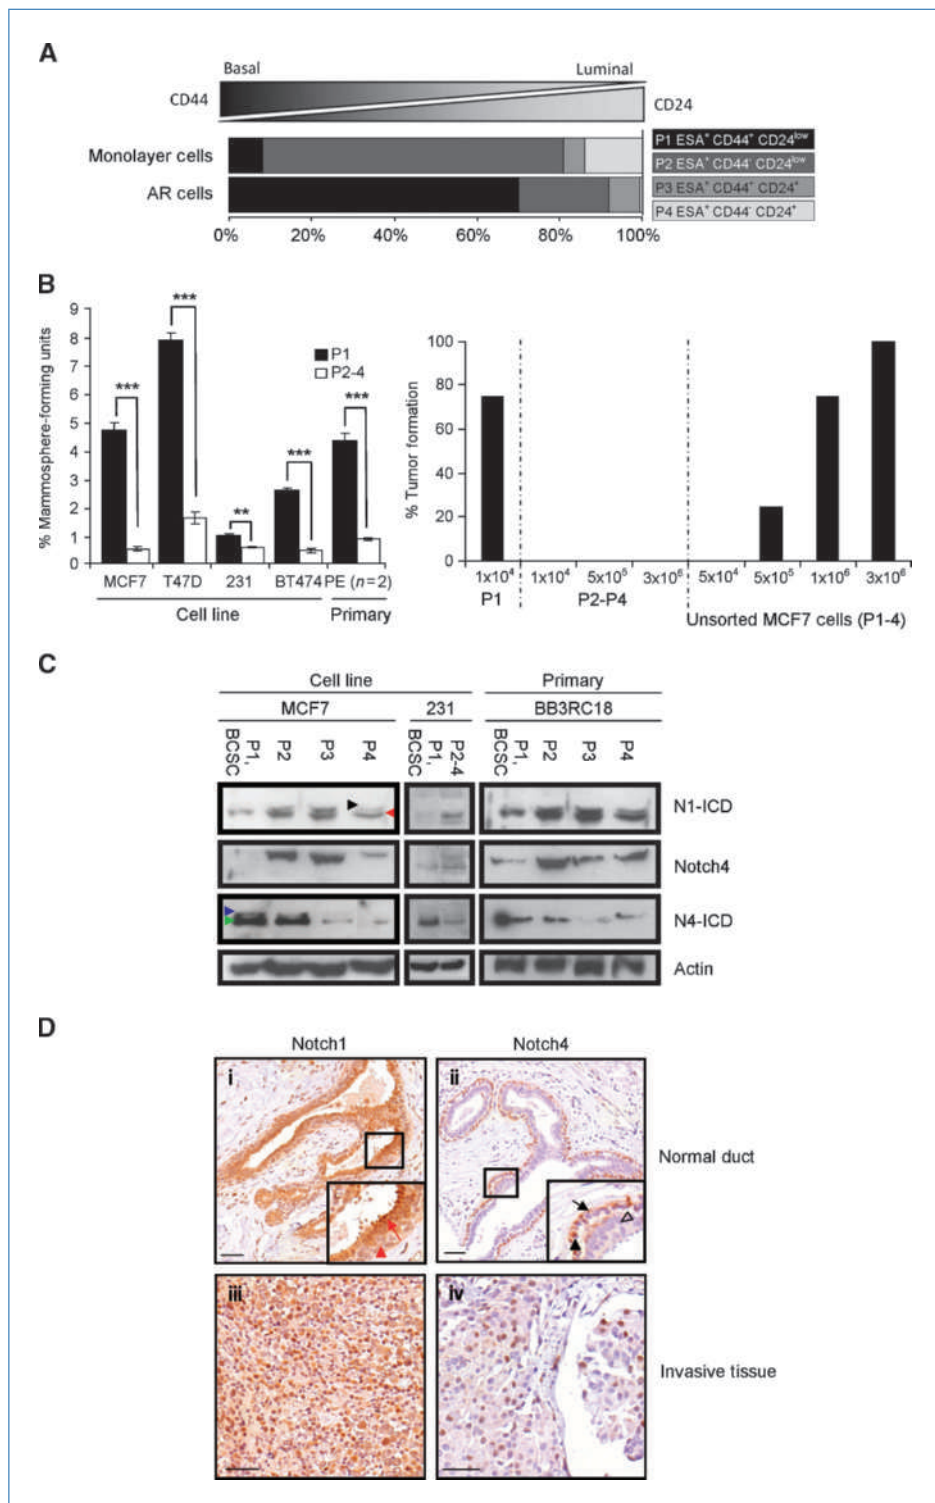 A
Basal
Luminal
CD44
CD24
Monolayer cells
AR cells
P1 ESA⁺ CD44⁺ CD24ˡᵒʷ
P2 ESA⁺ CD44⁻ CD24ˡᵒʷ
P3 ESA⁺ CD44⁺ CD24⁺
P4 ESA⁺ CD44⁻ CD24⁺
0% 20% 40% 60% 80% 100%
B
% Mammosphere-forming units
9
8
7
6
5
4
3
2
1
0
***
***
**
***
***
P1
P2-4
MCF7 T47D 231 BT474 PE (n=2)
Cell line
Primary
% Tumor formation
100
80
60
40
20
0
1x10⁴ 1x10⁴ 5x10⁵ 3x10⁶ 5x10⁴ 5x10⁵ 1x10⁶ 3x10⁶
P1
P2-P4
Unsorted MCF7 cells (P1-4)
C
Cell line
Primary
MCF7
231
BB3RC18
P1, BCSC
P2
P3
P4
P1, BCSC
P2-4
P1, BCSC
P2
P3
P4
N1-ICD
Notch4
N4-ICD
Actin
D
Notch1
Notch4
i
ii
Normal duct
iii
iv
Invasive tissue